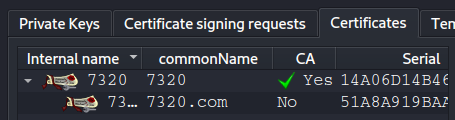 Private Keys Certificate signing requests Certificates Te
Internal name commonName CA Serial
7320 7320 Yes 14A06D14B46
73... 7320.com No 51A8A919BAA